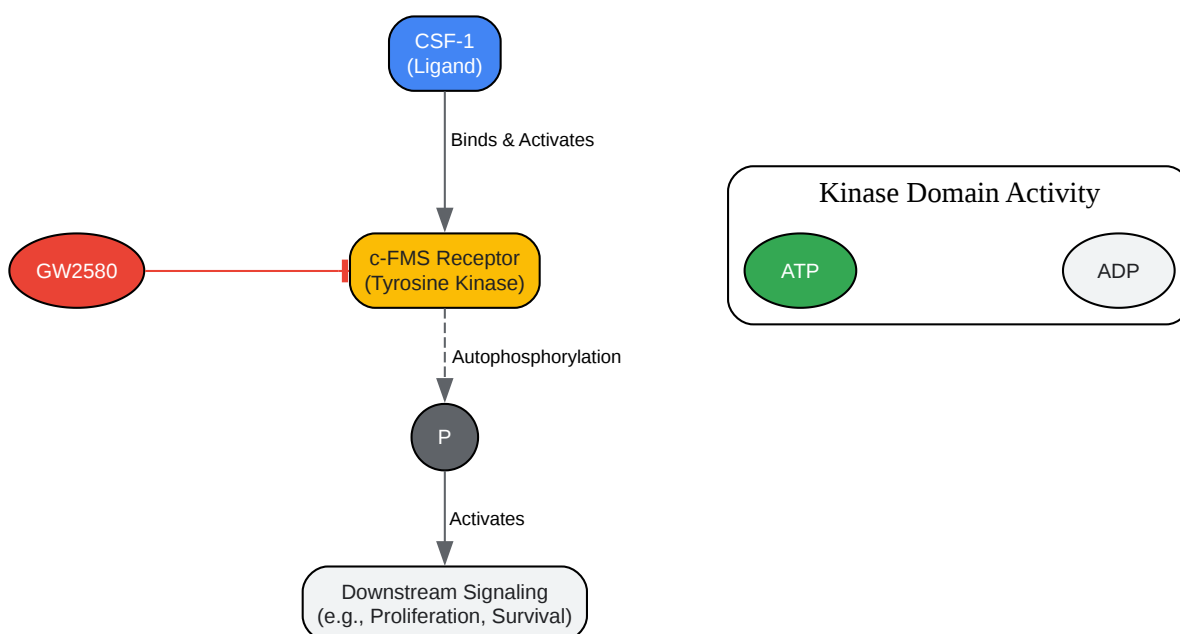 CSF-1
(Ligand)
Binds & Activates
Kinase Domain Activity
GW2580
c-FMS Receptor
(Tyrosine Kinase)
ATP
ADP
Autophosphorylation
P
Activates
Downstream Signaling
(e.g., Proliferation, Survival)